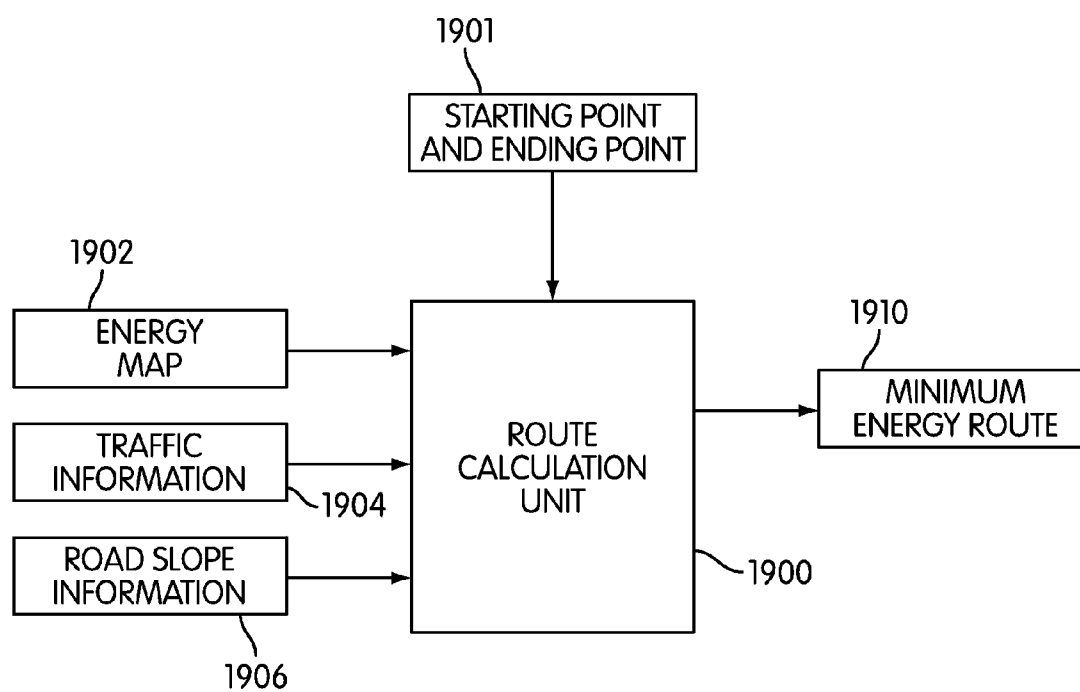 1901
STARTING POINT
AND ENDING POINT
1902
ENERGY
MAP
1910
MINIMUM
ENERGY ROUTE
TRAFFIC
INFORMATION
1904
ROUTE
CALCULATION
UNIT
ROAD SLOPE
INFORMATION
1900
1906